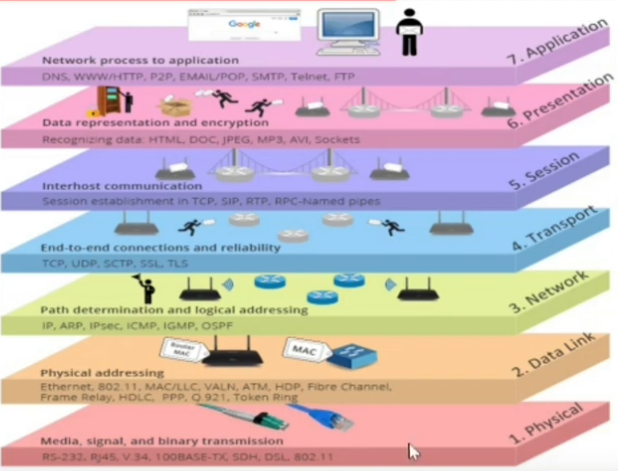 Google
7. Application
Network process to application
DNS, WWW/HTTP, P2P, EMAIL/POP, SMTP, Telnet, FTP
6. Presentation
Data representation and encryption
Recognizing data: HTML, DOC, JPEG, MP3, AVI, Sockets
5. Session
Interhost communication
Session establishment in TCP, SIP, RTP, RPC-Named pipes
4. Transport
End-to-end connections and reliability
TCP, UDP, SCTP, SSL, TLS
3. Network
Path determination and logical addressing
IP, ARP, IPsec, ICMP, IGMP, OSPF
Router
MAC
MAC
2. Data Link
Physical addressing
Ethernet, 802.11, MAC/LLC, VALN, ATM, HDP, Fibre Channel,
Frame Relay, HDLC, PPP, Q.921, Token Ring
1. Physical
Media, signal, and binary transmission
RS-232, RJ45, V.34, 100BASE-TX, SDH, DSL, 802.11